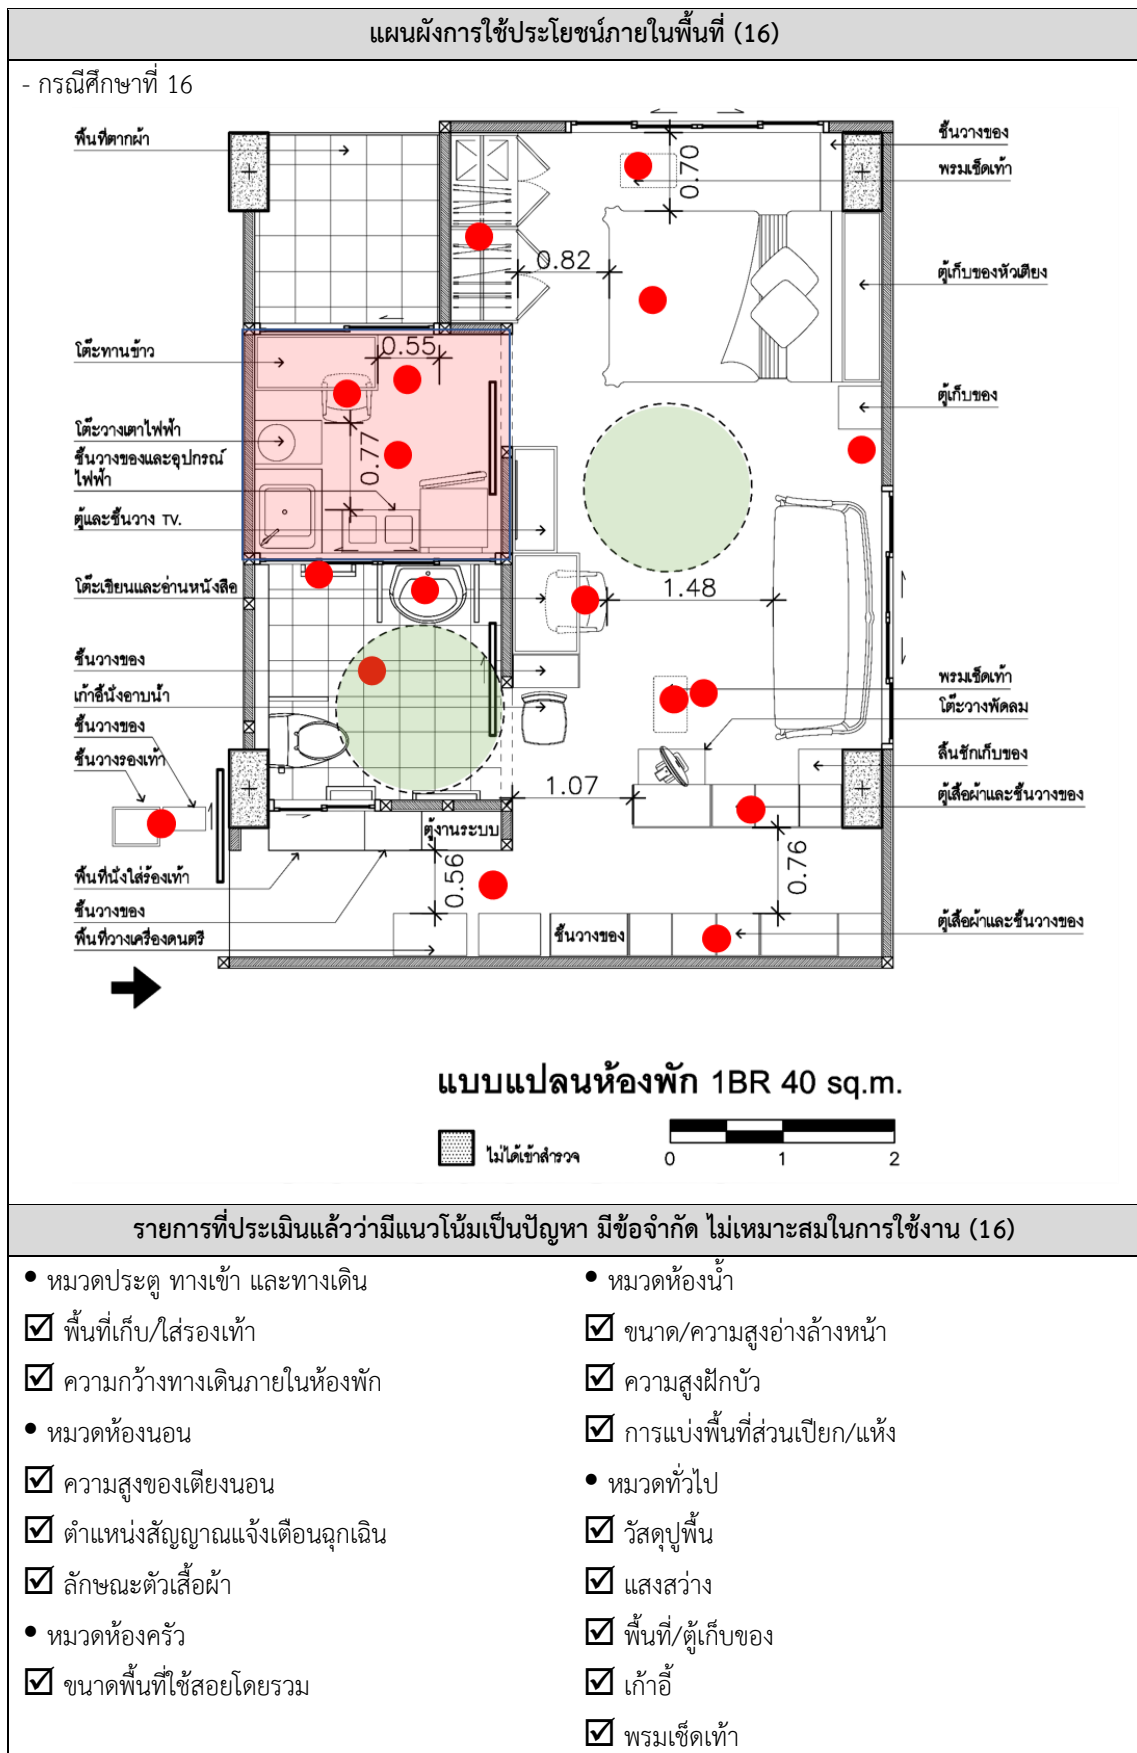 แผนผังการใช้ประโยชน์ภายในพื้นที่ (16)
- กรณีศึกษาที่ 16
พื้นที่ตากผ้า
ชั้นวางของ
พรมเช็ดเท้า
0.70
0.82
ตู้เก็บของหัวเตียง
โต๊ะทานข้าว
0.55
ตู้เก็บของ
โต๊ะวางเตาไฟฟ้า
ชั้นวางของและอุปกรณ์
ไฟฟ้า
0.77
ตู้และชั้นวาง TV.
โต๊ะเขียนและอ่านหนังสือ
1.48
ชั้นวางของ
พรมเช็ดเท้า
เก้าอี้นั่งอาบน้ำ
โต๊ะวางพัดลม
ชั้นวางของ
ลิ้นชักเก็บของ
ชั้นวางรองเท้า
1.07
ตู้เสื้อผ้าและชั้นวางของ
ตู้งานระบบ
0.56
0.76
พื้นที่นั่งใส่ร้องเท้า
ชั้นวางของ
พื้นที่วางเครื่องดนตรี
ชั้นวางของ
ตู้เสื้อผ้าและชั้นวางของ
แบบแปลนห้องพัก 1BR 40 sq.m.
ไม่ได้เข้าสำรวจ
0 1 2
รายการที่ประเมินแล้วว่ามีแนวโน้มเป็นปัญหา มีข้อจำกัด ไม่เหมาะสมในการใช้งาน (16)
• หมวดประตู ทางเข้า และทางเดิน
☑ พื้นที่เก็บ/ใส่รองเท้า
☑ ความกว้างทางเดินภายในห้องพัก
• หมวดห้องนอน
☑ ความสูงของเตียงนอน
☑ ตำแหน่งสัญญาณแจ้งเตือนฉุกเฉิน
☑ ลักษณะตัวเสื้อผ้า
• หมวดห้องครัว
☑ ขนาดพื้นที่ใช้สอยโดยรวม
• หมวดห้องน้ำ
☑ ขนาด/ความสูงอ่างล้างหน้า
☑ ความสูงฝักบัว
☑ การแบ่งพื้นที่ส่วนเปียก/แห้ง
• หมวดทั่วไป
☑ วัสดุปูพื้น
☑ แสงสว่าง
☑ พื้นที่/ตู้เก็บของ
☑ เก้าอี้
☑ พรมเช็ดเท้า